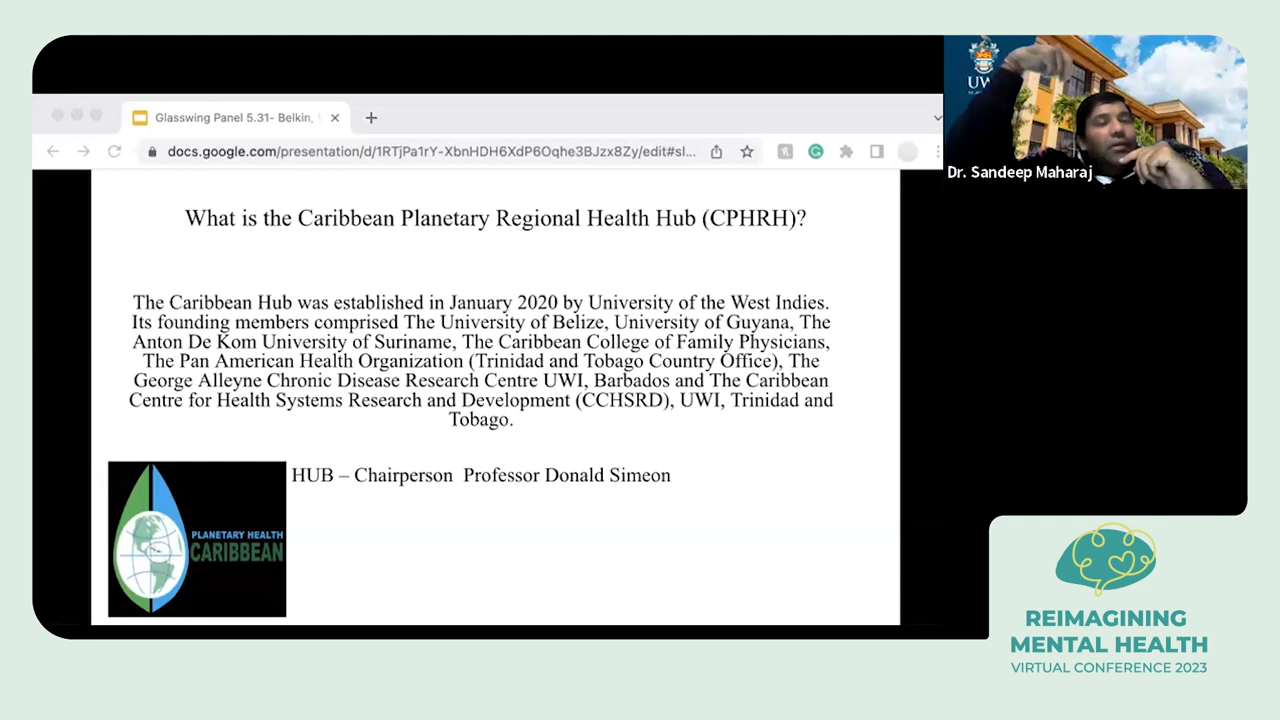 Glasswing Panel 5.31- Belkin,
docs.google.com/presentation/d/1RTjPa1rY-XbnHDH6XdP6Oqhe3BJzx8Zy/edit#sl...
What is the Caribbean Planetary Regional Health Hub (CPHRH)?
The Caribbean Hub was established in January 2020 by University of the West Indies.
Its founding members comprised The University of Belize, University of Guyana, The
Anton De Kom University of Suriname, The Caribbean College of Family Physicians,
The Pan American Health Organization (Trinidad and Tobago Country Office), The
George Alleyne Chronic Disease Research Centre UWI, Barbados and The Caribbean
Centre for Health Systems Research and Development (CCHSRD), UWI, Trinidad and
Tobago.
HUB – Chairperson  Professor Donald Simeon
PLANETARY HEALTH
CARIBBEAN
Dr. Sandeep Maharaj
REIMAGINING
MENTAL HEALTH
VIRTUAL CONFERENCE 2023